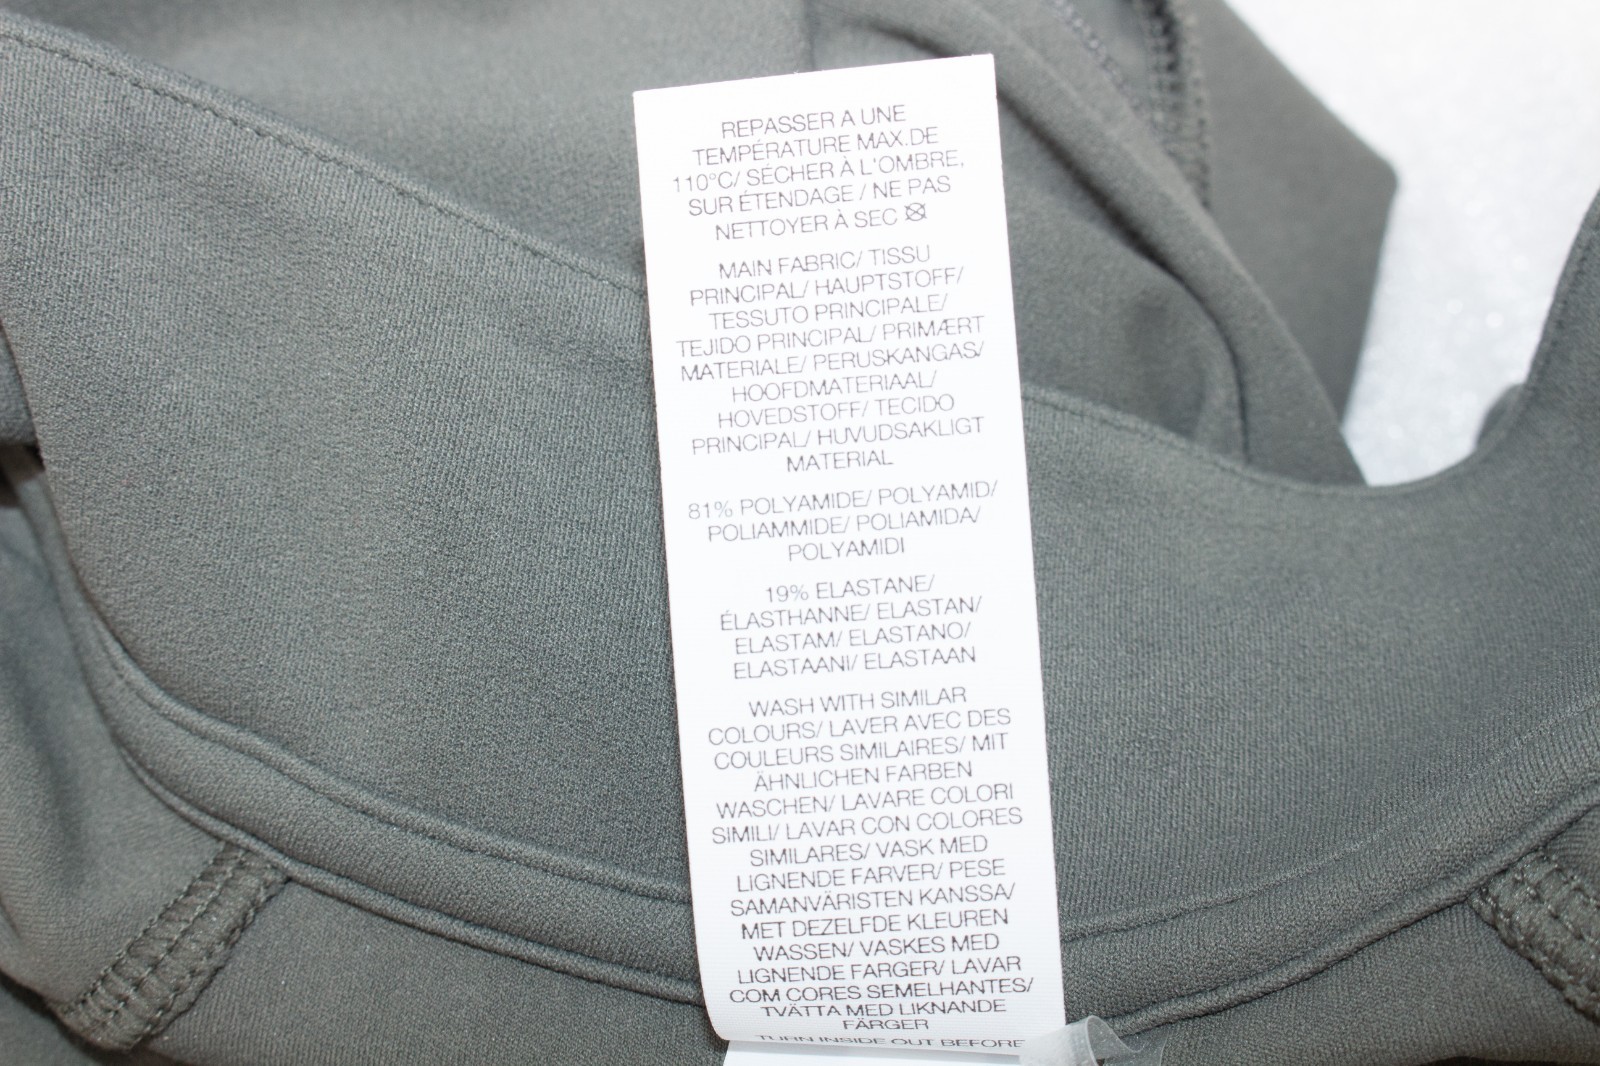 REPASSER A UNE
TEMPÉRATURE MAX.DE
110°C/ SÉCHER À L'OMBRE,
SUR ÉTENDAGE / NE PAS
NETTOYER À SEC
MAIN FABRIC/ TISSU
PRINCIPAL/ HAUPTSTOFF/
TESSUTO PRINCIPALE/
TEJIDO PRINCIPAL/ PRIMÆRT
MATERIALE/ PERUSKANGAS/
HOOFDMATERIAAL/
HOVEDSTOFF/ TECIDO
PRINCIPAL/ HUVUDSAKLIGT
MATERIAL
81% POLYAMIDE/ POLYAMID/
POLIAMMIDE/ POLIAMIDA/
POLYAMIDI
19% ELASTANE/
ÉLASTHANNE/ ELASTAN/
ELASTAM/ ELASTANO/
ELASTAANI/ ELASTAAN
WASH WITH SIMILAR
COLOURS/ LAVER AVEC DES
COULEURS SIMILAIRES/ MIT
ÄHNLICHEN FARBEN
WASCHEN/ LAVARE COLORI
SIMILI/ LAVAR CON COLORES
SIMILARES/ VASK MED
LIGNENDE FARVER/ PESE
SAMANVÄRISTEN KANSSA/
MET DEZELFDE KLEUREN
WASSEN/ VASKES MED
LIGNENDE FARGER/ LAVAR
COM CORES SEMELHANTES/
TVÄTTA MED LIKNANDE
FÄRGER
TURN INSIDE OUT BEFORE